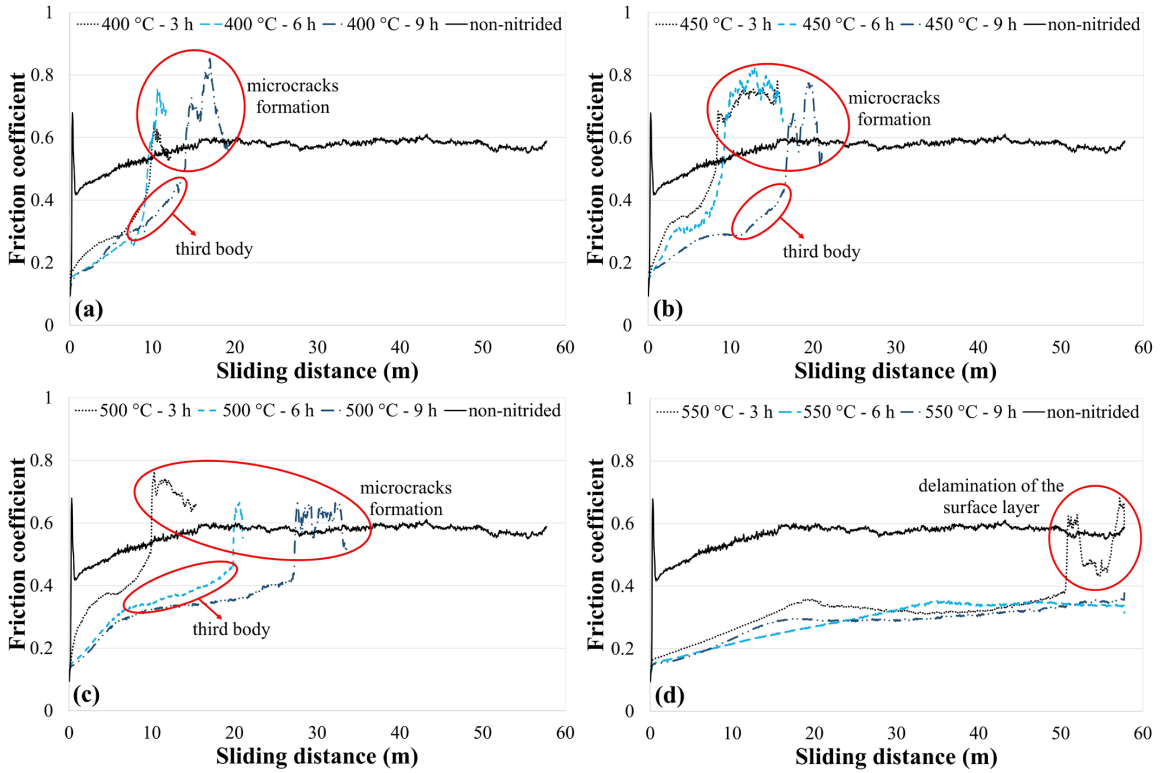 400 °C - 3 h 400 °C - 6 h 400 °C - 9 h non-nitrided
Friction coefficient
1
0.8
0.6
0.4
0.2
0
microcracks
formation
third body
(a)
0 10 20 30 40 50 60
Sliding distance (m)
450 °C - 3 h 450 °C - 6 h 450 °C - 9 h non-nitrided
Friction coefficient
1
0.8
0.6
0.4
0.2
0
microcracks
formation
third body
(b)
0 10 20 30 40 50 60
Sliding distance (m)
500 °C - 3 h 500 °C - 6 h 500 °C - 9 h non-nitrided
Friction coefficient
1
0.8
0.6
0.4
0.2
0
microcracks
formation
third body
(c)
0 10 20 30 40 50 60
Sliding distance (m)
550 °C - 3 h 550 °C - 6 h 550 °C - 9 h non-nitrided
Friction coefficient
1
0.8
0.6
0.4
0.2
0
delamination of the
surface layer
(d)
0 10 20 30 40 50 60
Sliding distance (m)